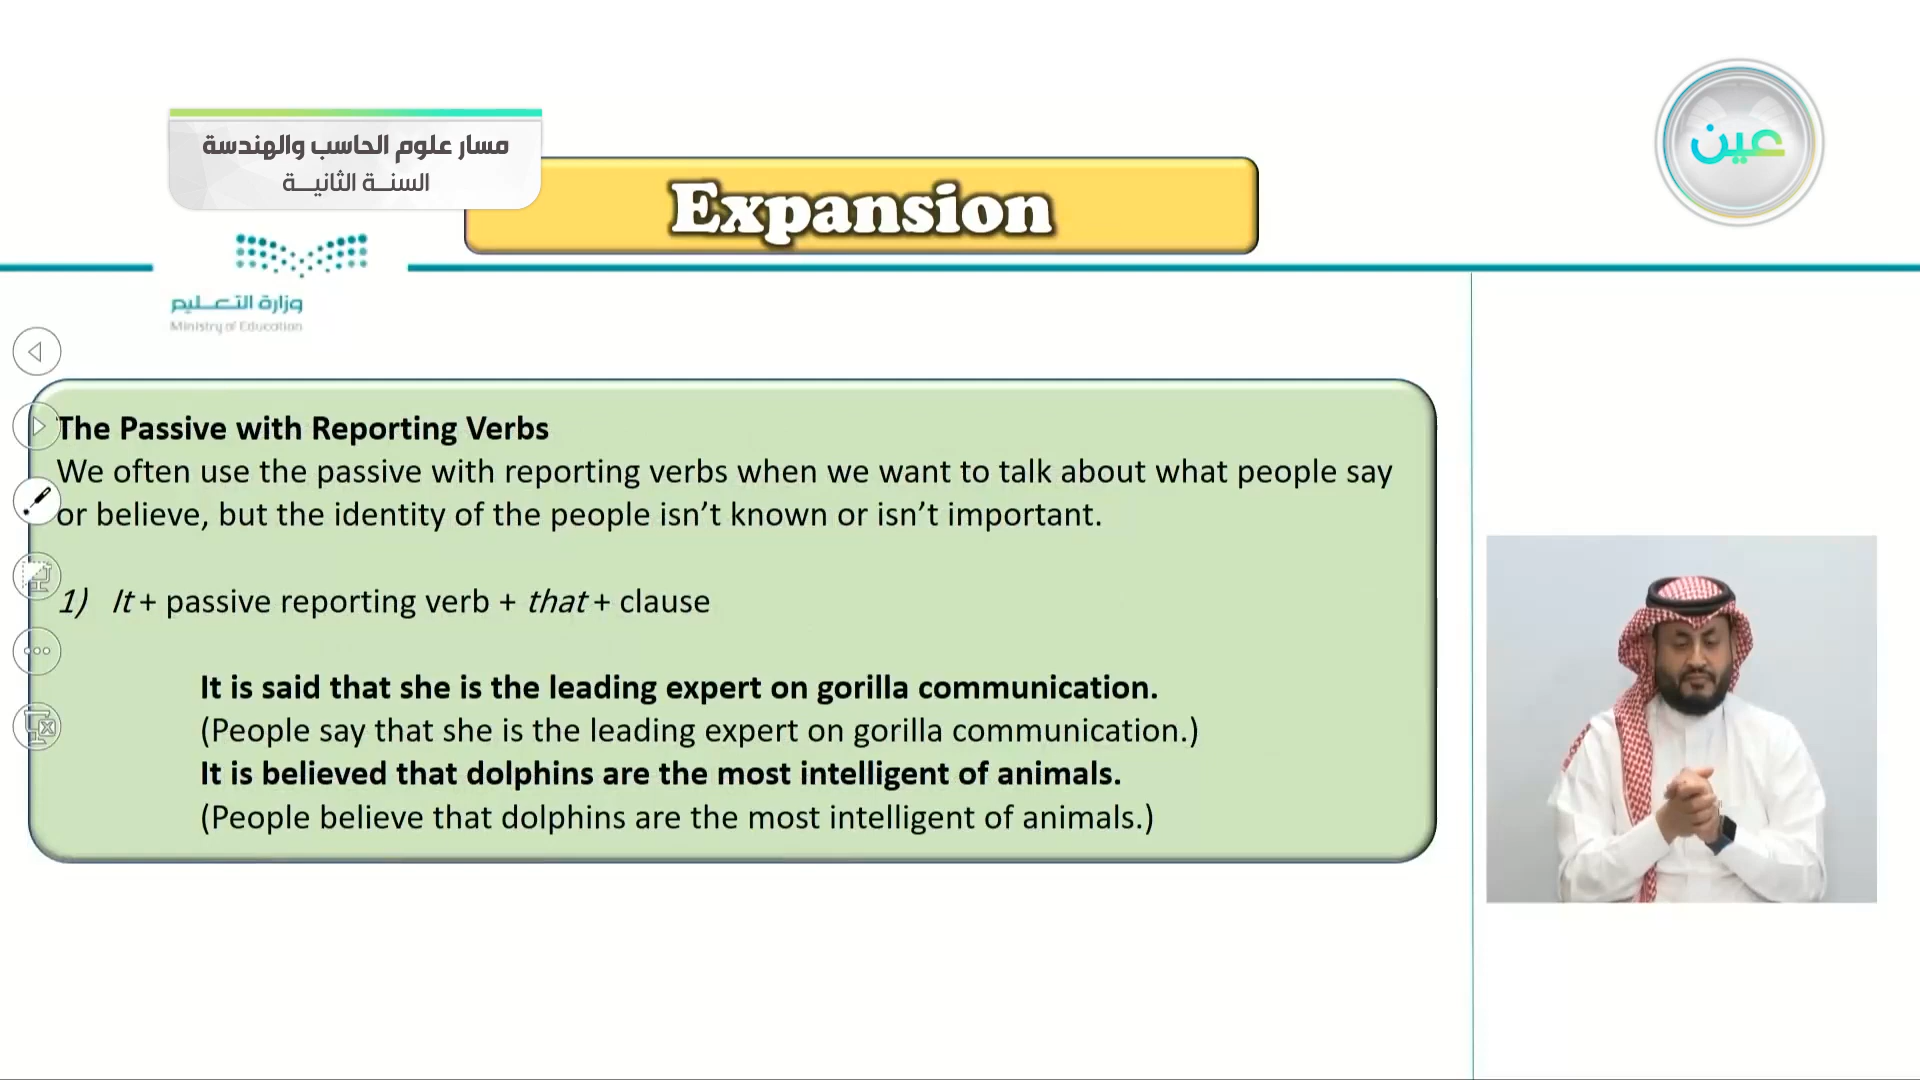 مسار علوم الحاسب والهندسة
السنة الثانية
عين
Expansion
وزارة التعليم
Ministry of Education
The Passive with Reporting Verbs
We often use the passive with reporting verbs when we want to talk about what people say
or believe, but the identity of the people isn’t known or isn’t important.
1) It + passive reporting verb + that + clause
It is said that she is the leading expert on gorilla communication.
(People say that she is the leading expert on gorilla communication.)
It is believed that dolphins are the most intelligent of animals.
(People believe that dolphins are the most intelligent of animals.)